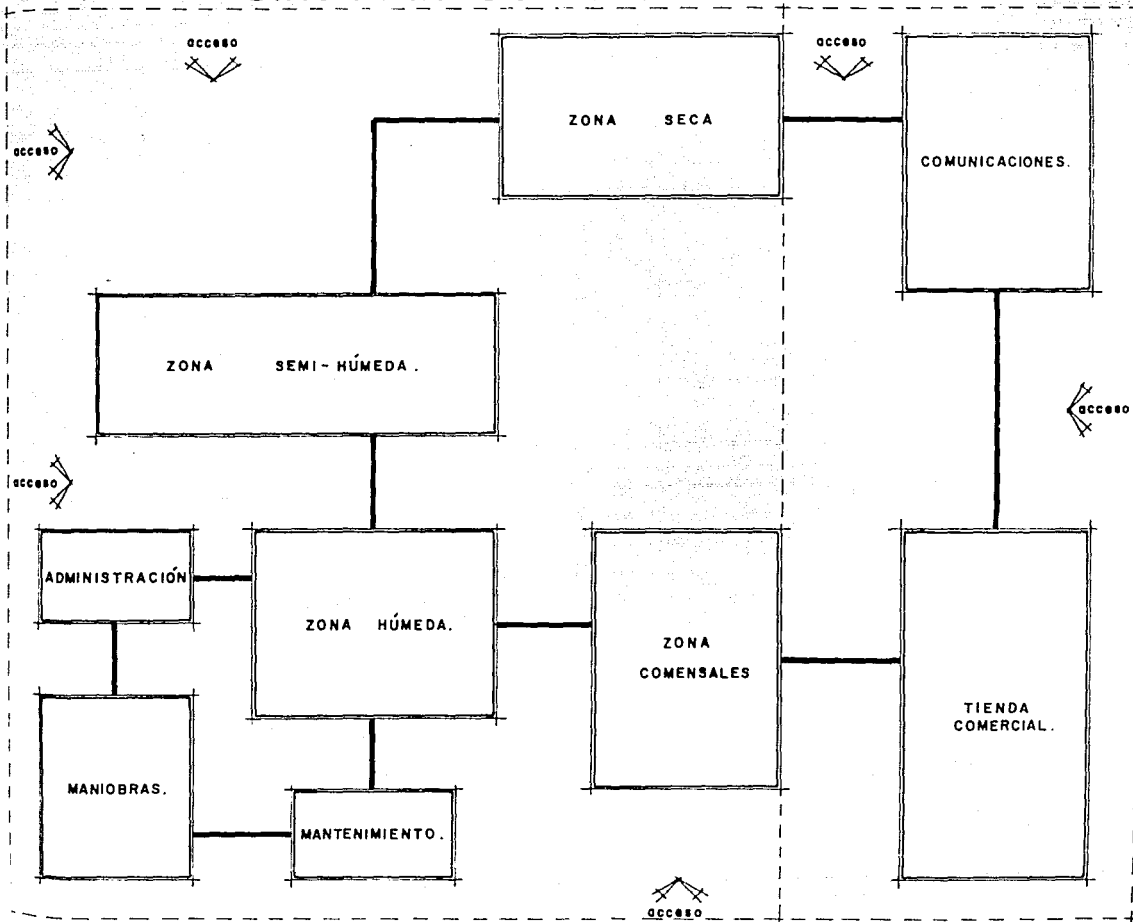 acceso
acceso
ZONA SECA
COMUNICACIONES.
acceso
ZONA SEMI-HÚMEDA.
acceso
acceso
ADMINISTRACIÓN
ZONA HÚMEDA.
ZONA
COMENSALES
TIENDA
COMERCIAL.
MANIOBRAS.
MANTENIMIENTO.
acceso